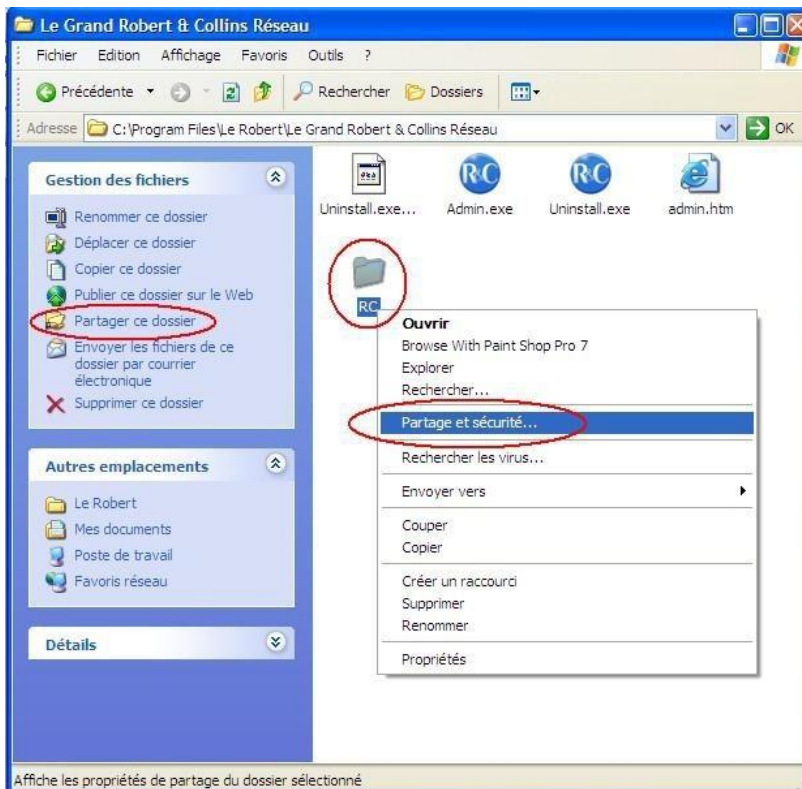 Le Grand Robert & Collins Réseau
Fichier Edition Affichage Favoris Outils ?
Précédente Rechercher Dossiers
Adresse C:\Program Files\Le Robert\Le Grand Robert & Collins Réseau OK
Gestion des fichiers
Renommer ce dossier
Déplacer ce dossier
Copier ce dossier
Publier ce dossier sur le Web
Partager ce dossier
Envoyer les fichiers de ce
dossier par courrier
électronique
Supprimer ce dossier
Autres emplacements
Le Robert
Mes documents
Poste de travail
Favoris réseau
Détails
R&C R&C
Uninstall.exe... Admin.exe Uninstall.exe admin.htm
RC
Ouvrir
Browse With Paint Shop Pro 7
Explorer
Rechercher...
Partage et sécurité...
Rechercher les virus...
Envoyer vers
Couper
Copier
Créer un raccourci
Supprimer
Renommer
Propriétés
Affiche les propriétés de partage du dossier sélectionné